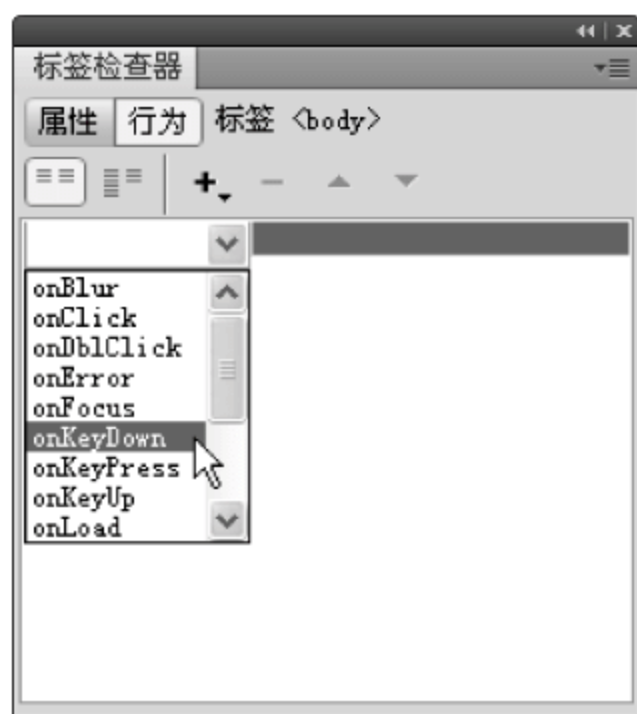 标签检查器
属性 行为 标签 <body>
onBlur
onClick
onDblClick
onError
onFocus
onKeyDown
onKeyPress
onKeyUp
onLoad